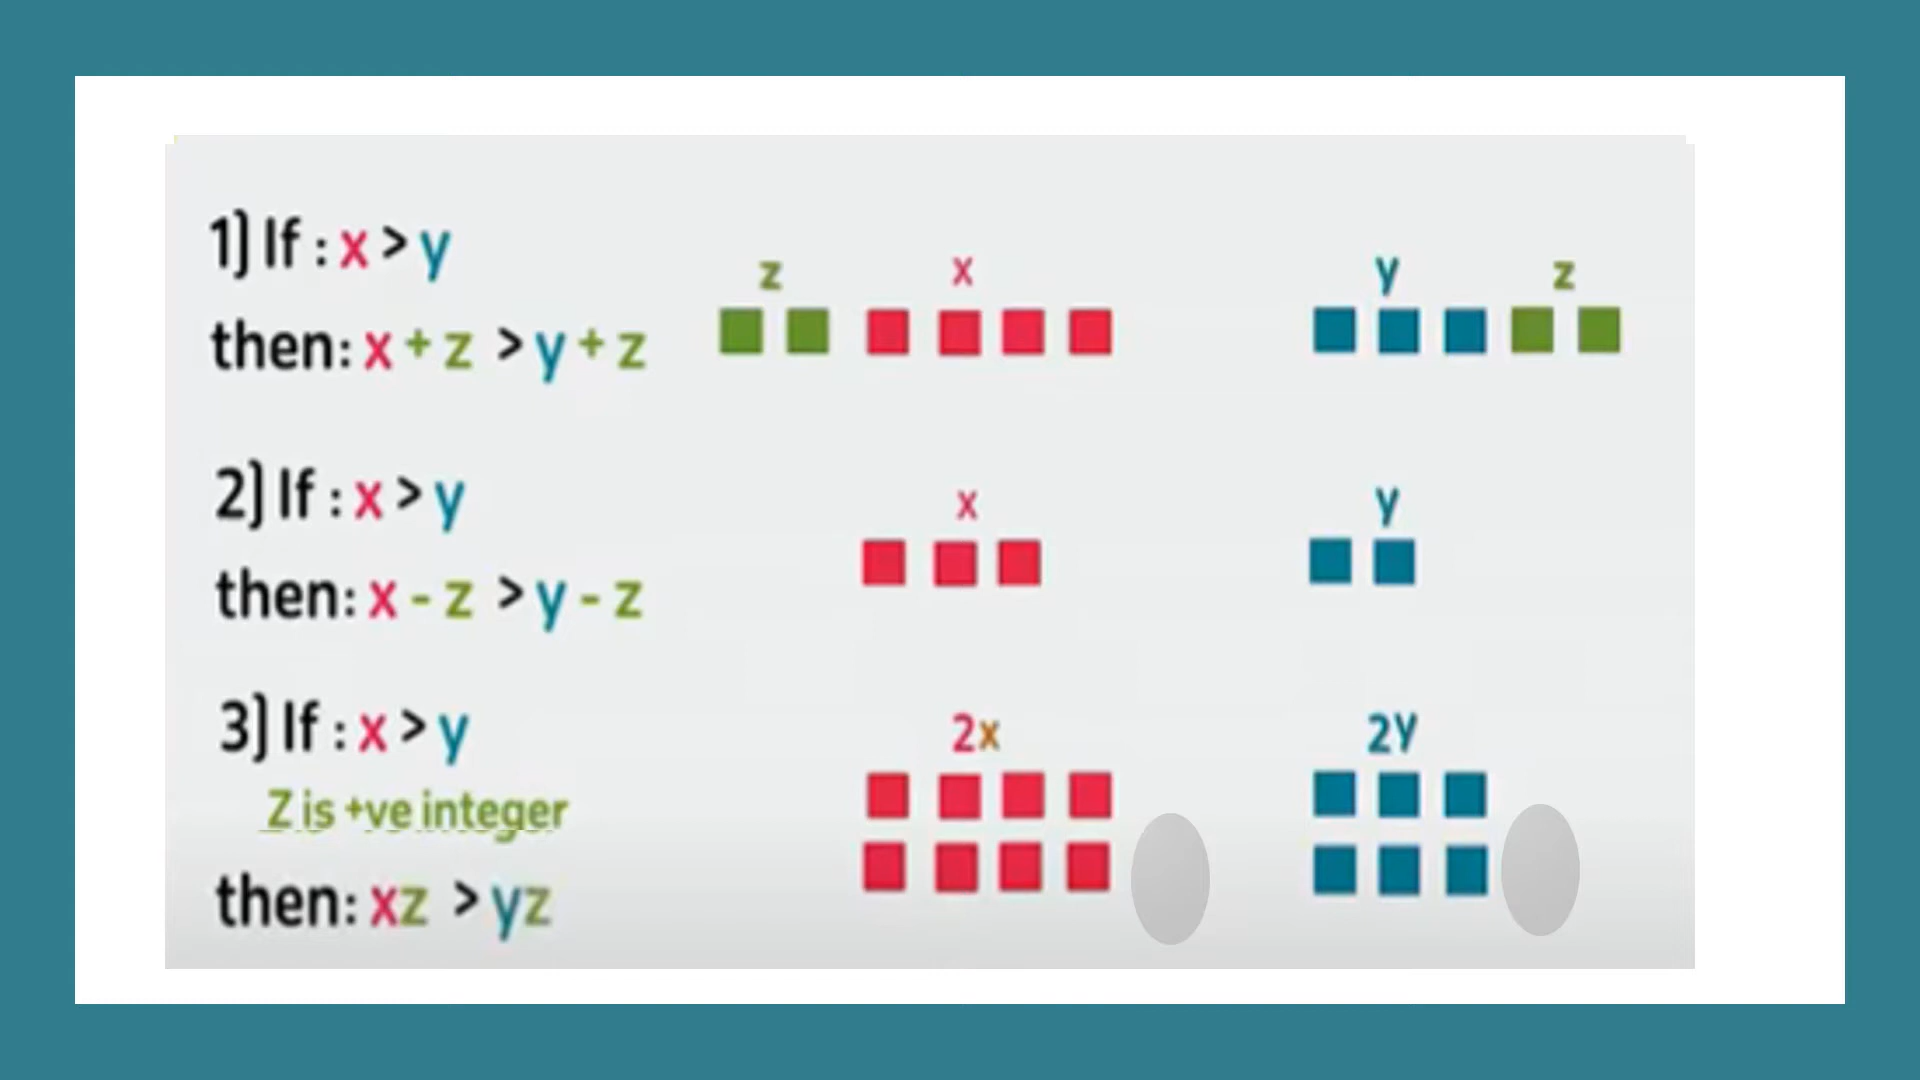 1) If : x > y
z x y z
then: x + z > y + z
2) If : x > y
x y
then: x - z > y - z
3) If : x > y
2x 2y
Z is +ve integer
then: xz > yz